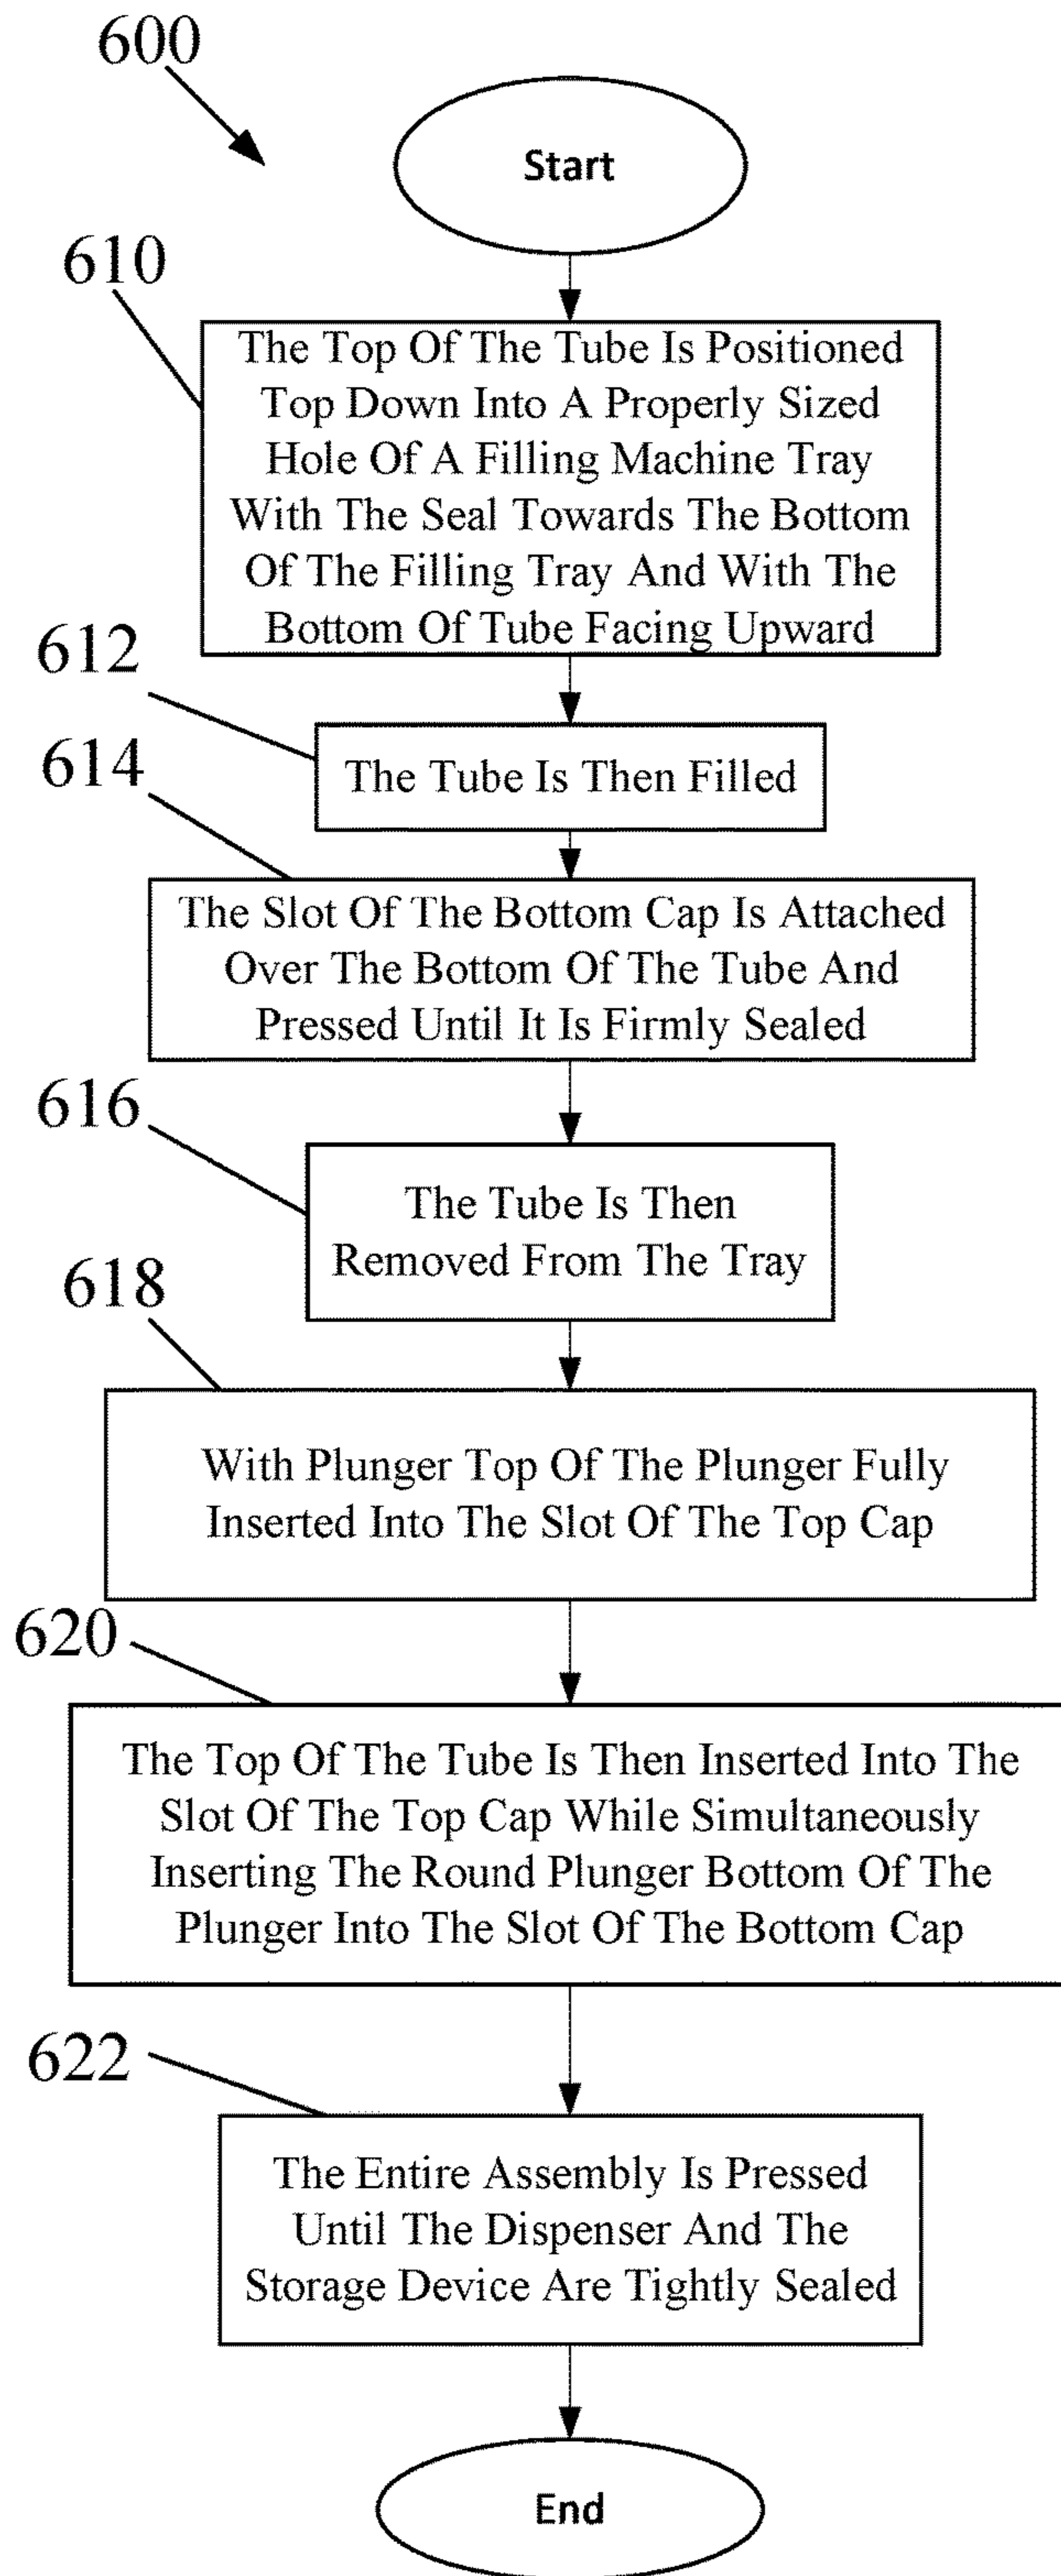 600
Start
610
The Top Of The Tube Is Positioned
Top Down Into A Properly Sized
Hole Of A Filling Machine Tray
With The Seal Towards The Bottom
Of The Filling Tray And With The
Bottom Of Tube Facing Upward
612
The Tube Is Then Filled
614
The Slot Of The Bottom Cap Is Attached
Over The Bottom Of The Tube And
Pressed Until It Is Firmly Sealed
616
The Tube Is Then
Removed From The Tray
618
With Plunger Top Of The Plunger Fully
Inserted Into The Slot Of The Top Cap
620
The Top Of The Tube Is Then Inserted Into The
Slot Of The Top Cap While Simultaneously
Inserting The Round Plunger Bottom Of The
Plunger Into The Slot Of The Bottom Cap
622
The Entire Assembly Is Pressed
Until The Dispenser And The
Storage Device Are Tightly Sealed
End